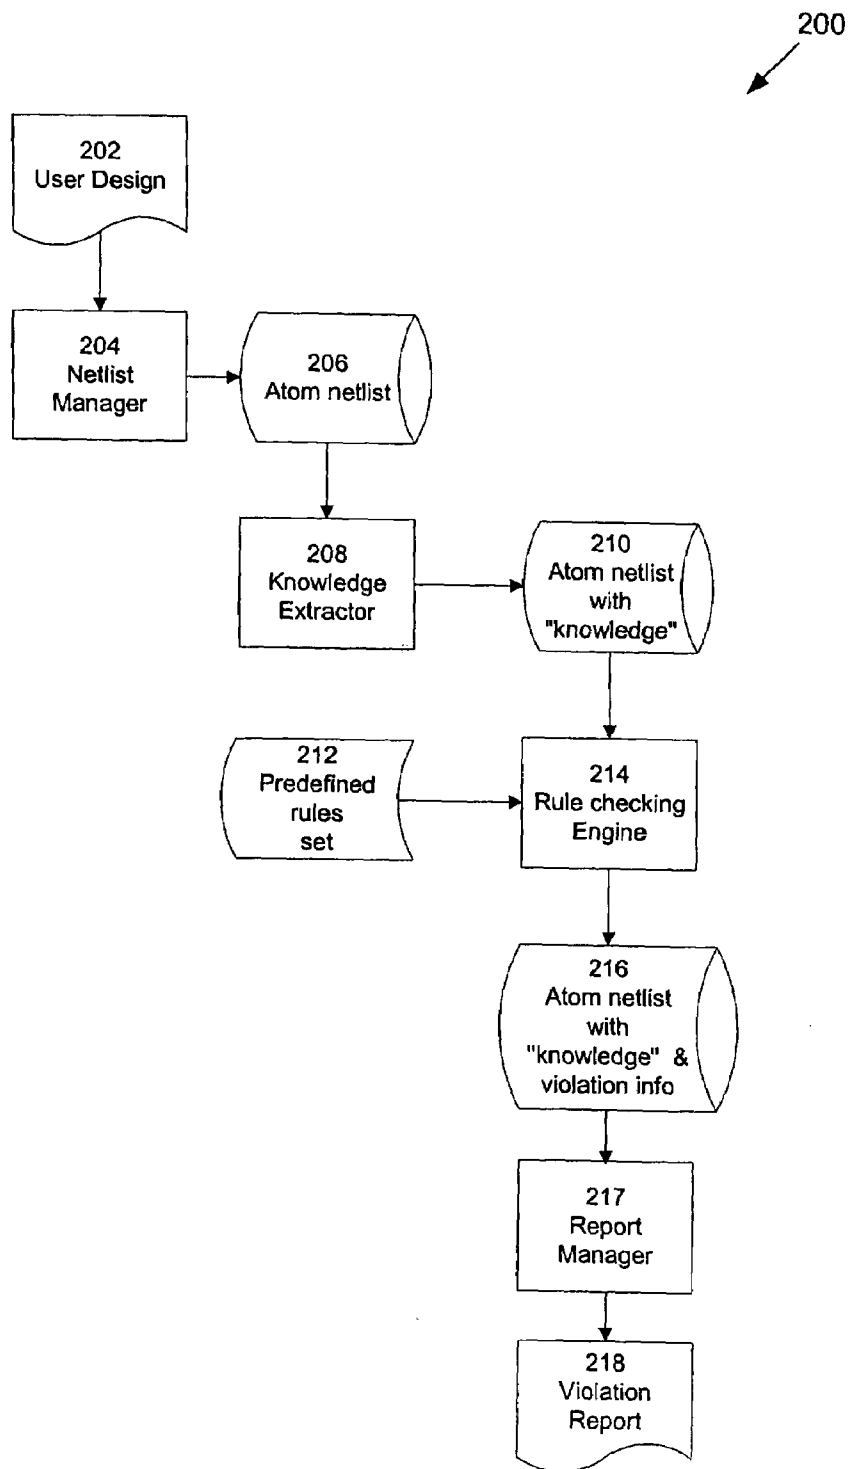 200
202
User Design
204
Netlist
Manager
206
Atom netlist
208
Knowledge
Extractor
210
Atom netlist
with
"knowledge"
212
Predefined
rules
set
214
Rule checking
Engine
216
Atom netlist
with
"knowledge" &
violation info
217
Report
Manager
218
Violation
Report